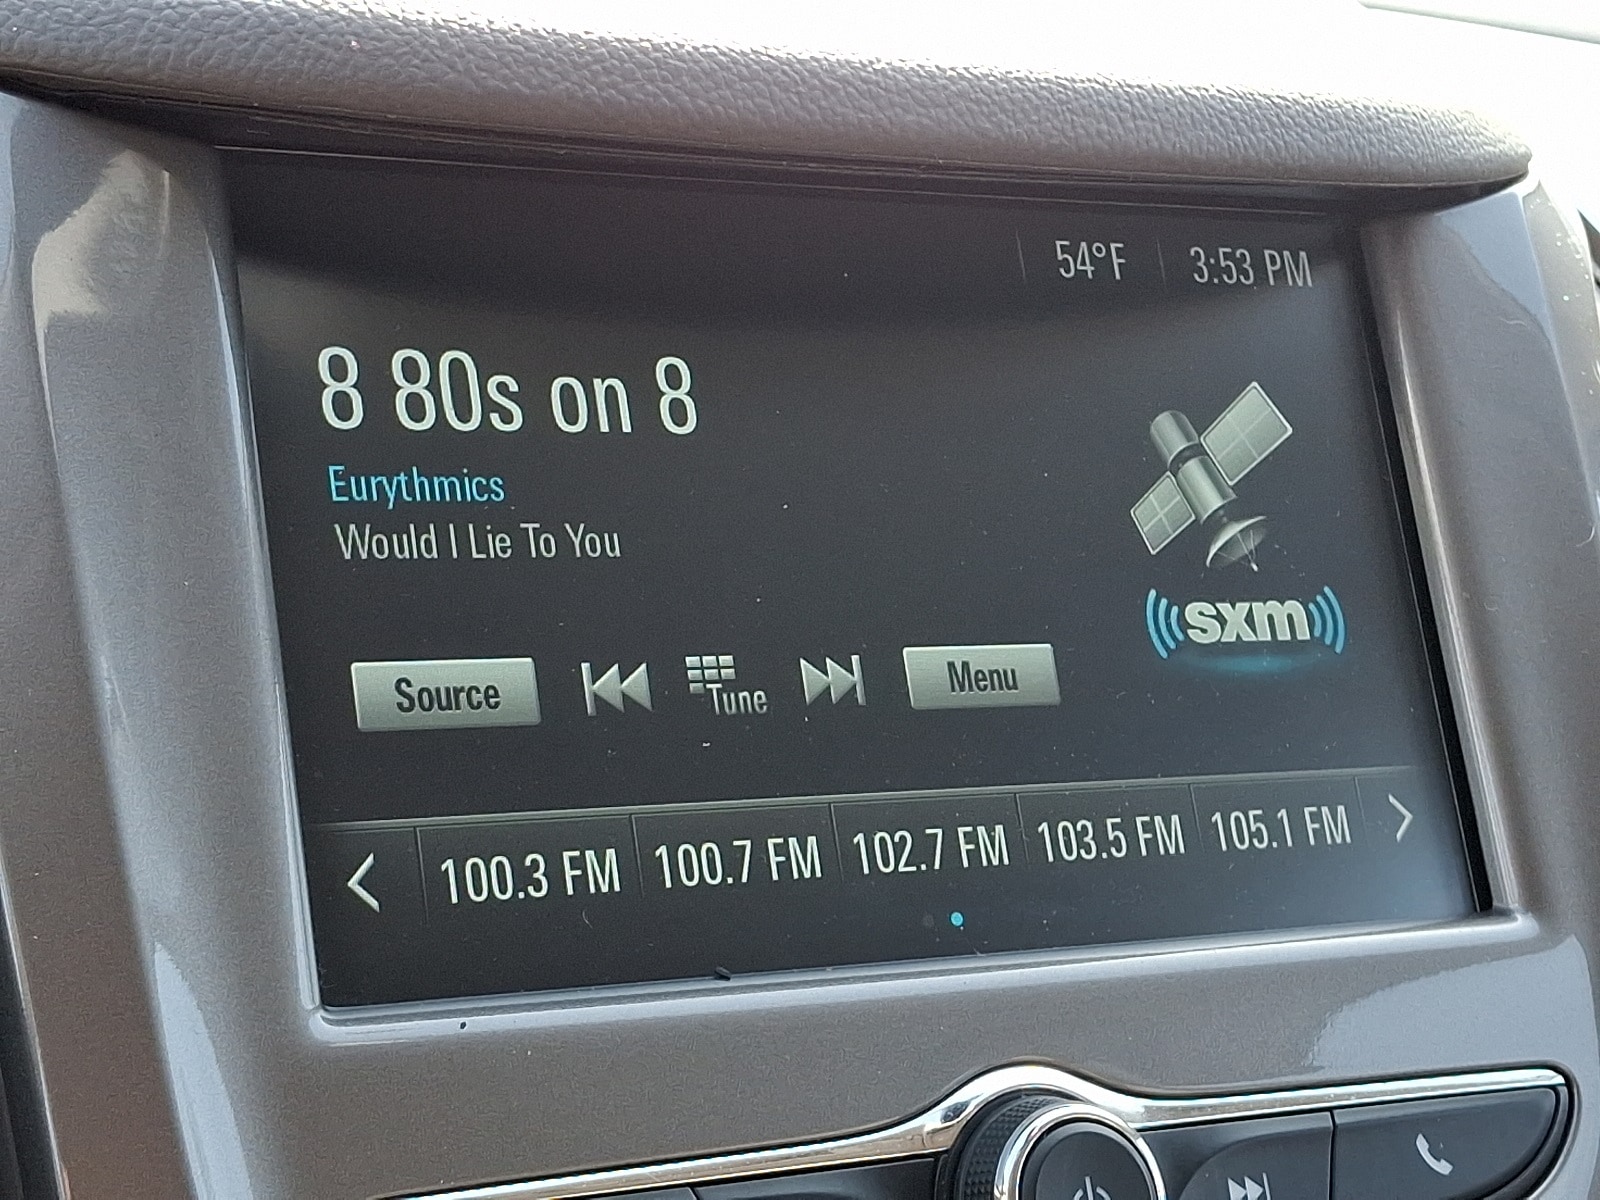 54°F 3:53 PM
8 80s on 8
Eurythmics
Would I Lie To You
sxm
Source Tune Menu
100.3 FM 100.7 FM 102.7 FM 103.5 FM 105.1 FM